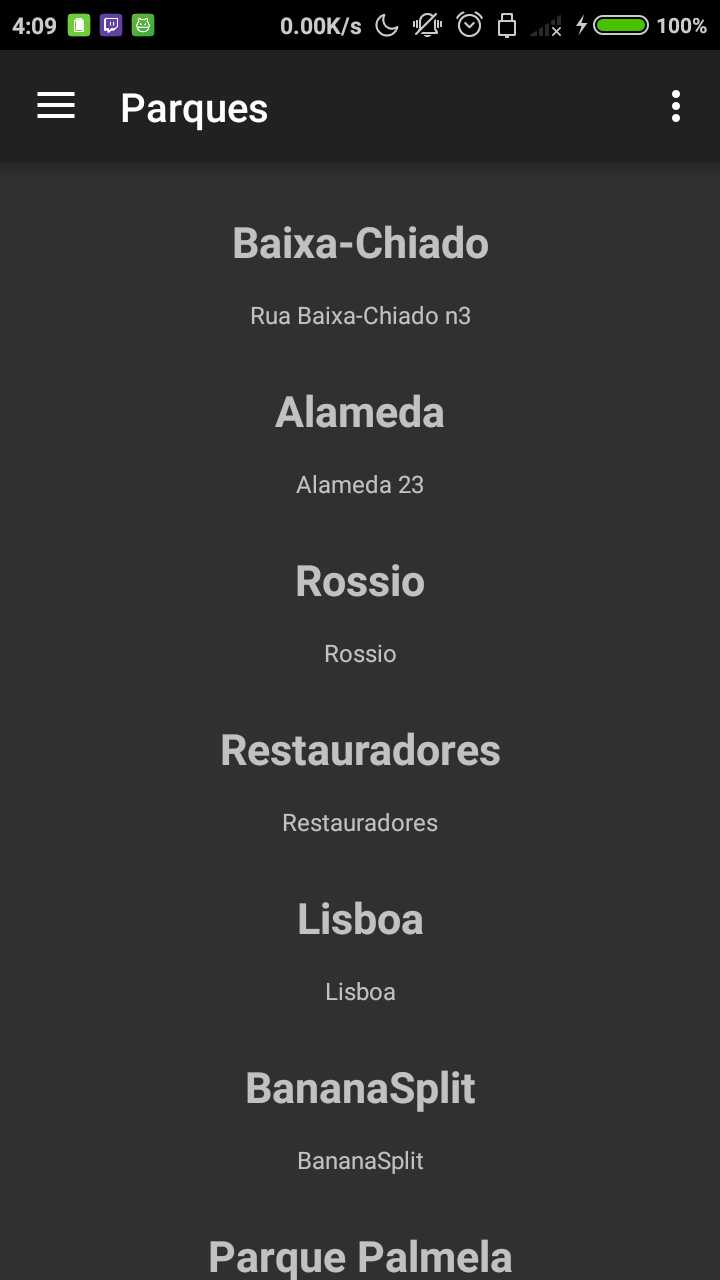 4:09 0.00K/s 100%
Parques
Baixa-Chiado
Rua Baixa-Chiado n3
Alameda
Alameda 23
Rossio
Rossio
Restauradores
Restauradores
Lisboa
Lisboa
BananaSplit
BananaSplit
Parque Palmela